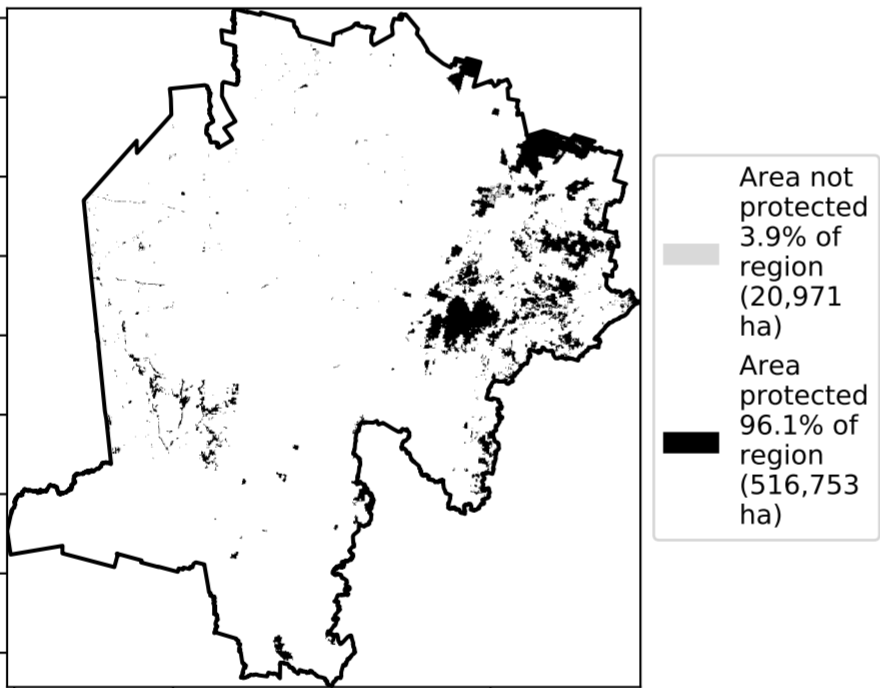 Area not
protected
3.9% of
region
(20,971
ha)
Area
protected
96.1% of
region
(516,753
ha)